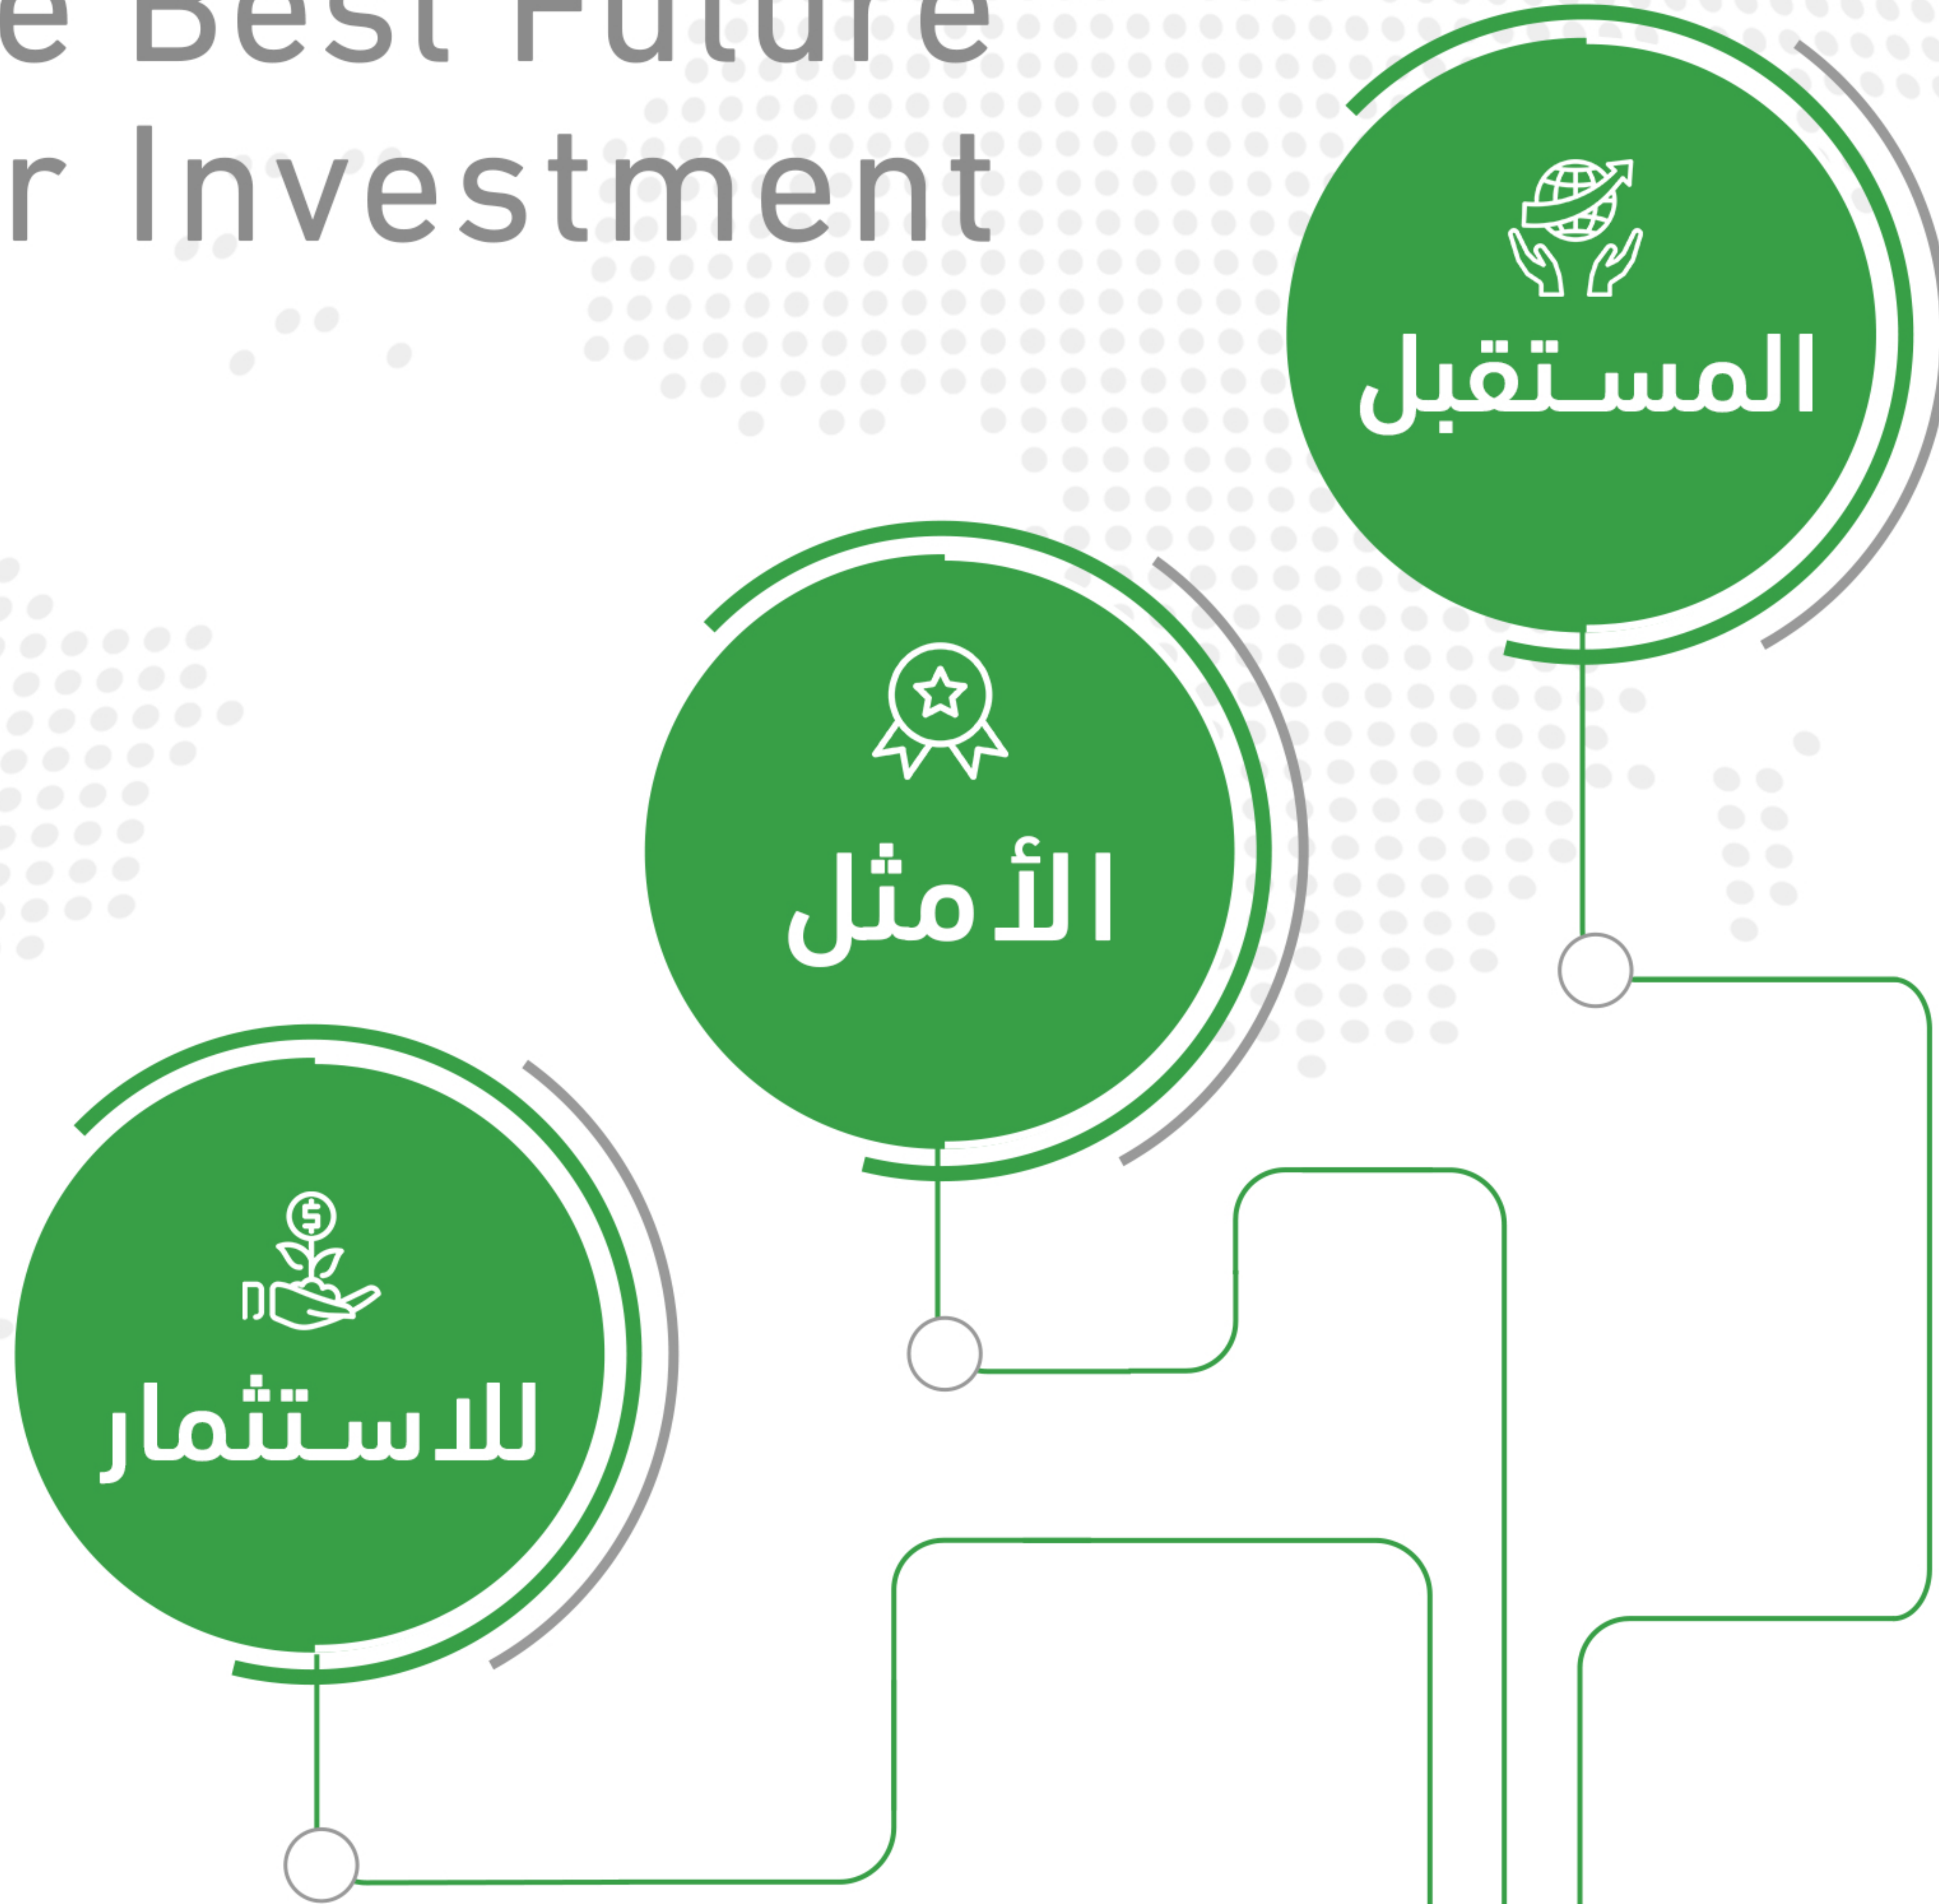 e Best Future
r Investment
المستقبل
الأمثل
للاستثمار